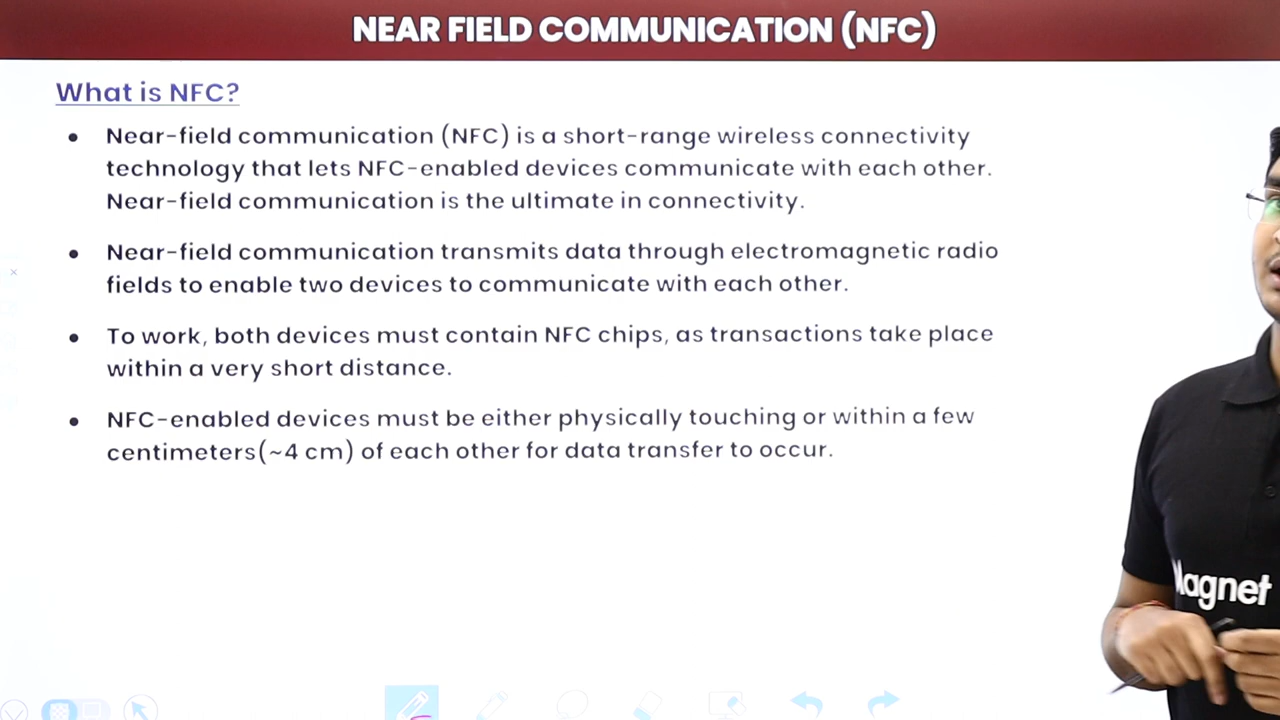 NEAR FIELD COMMUNICATION (NFC)
What is NFC?
• Near-field communication (NFC) is a short-range wireless connectivity
technology that lets NFC-enabled devices communicate with each other.
Near-field communication is the ultimate in connectivity.
• Near-field communication transmits data through electromagnetic radio
fields to enable two devices to communicate with each other.
• To work, both devices must contain NFC chips, as transactions take place
within a very short distance.
• NFC-enabled devices must be either physically touching or within a few
centimeters(~4 cm) of each other for data transfer to occur.
Magnet